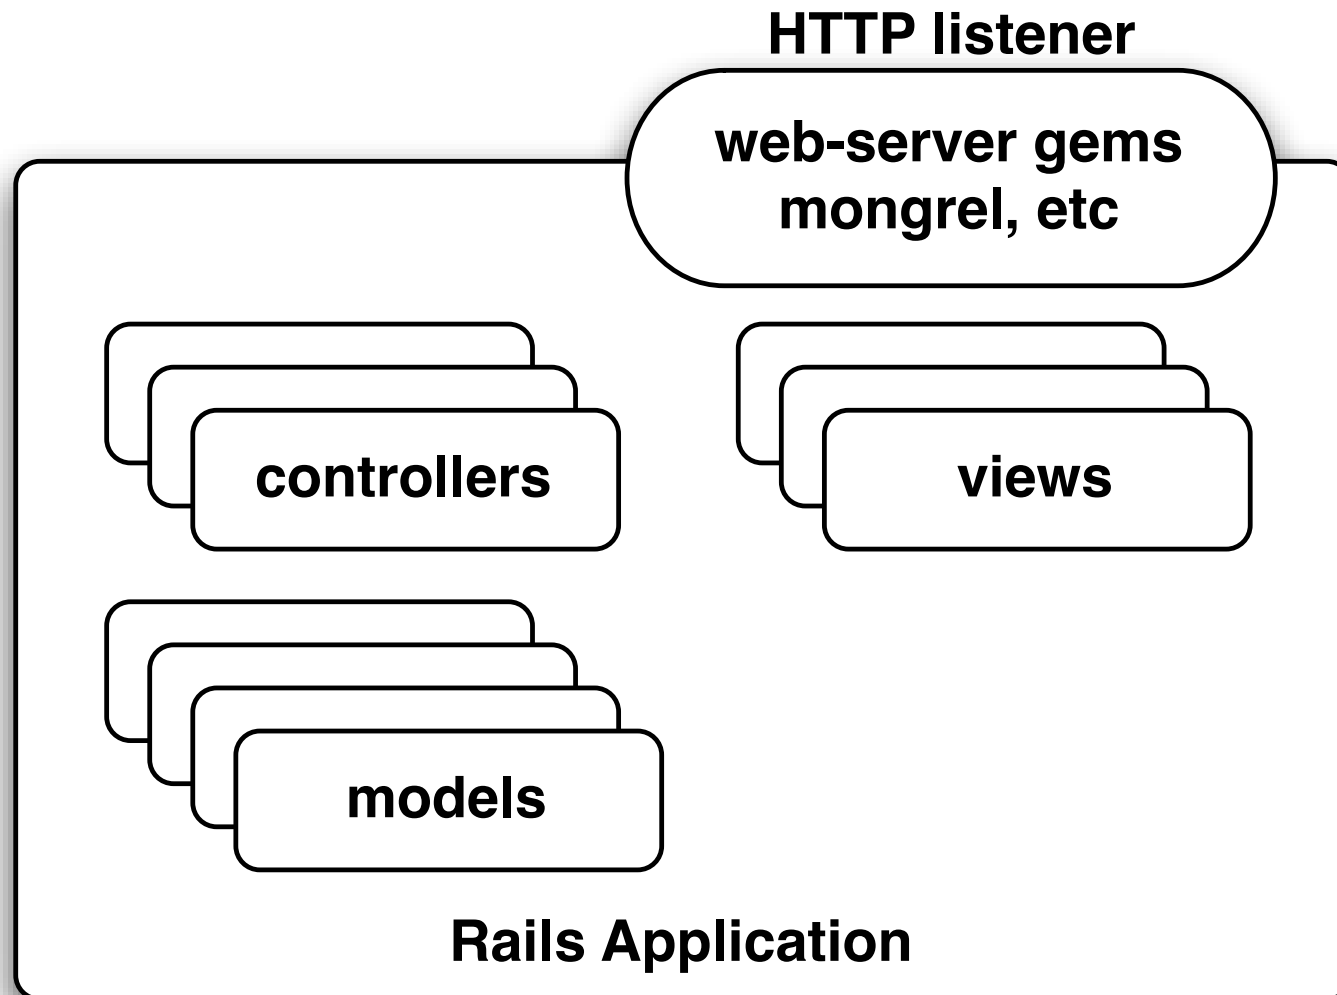 HTTP listener
web-server gems
mongrel, etc
controllers
views
models
Rails Application